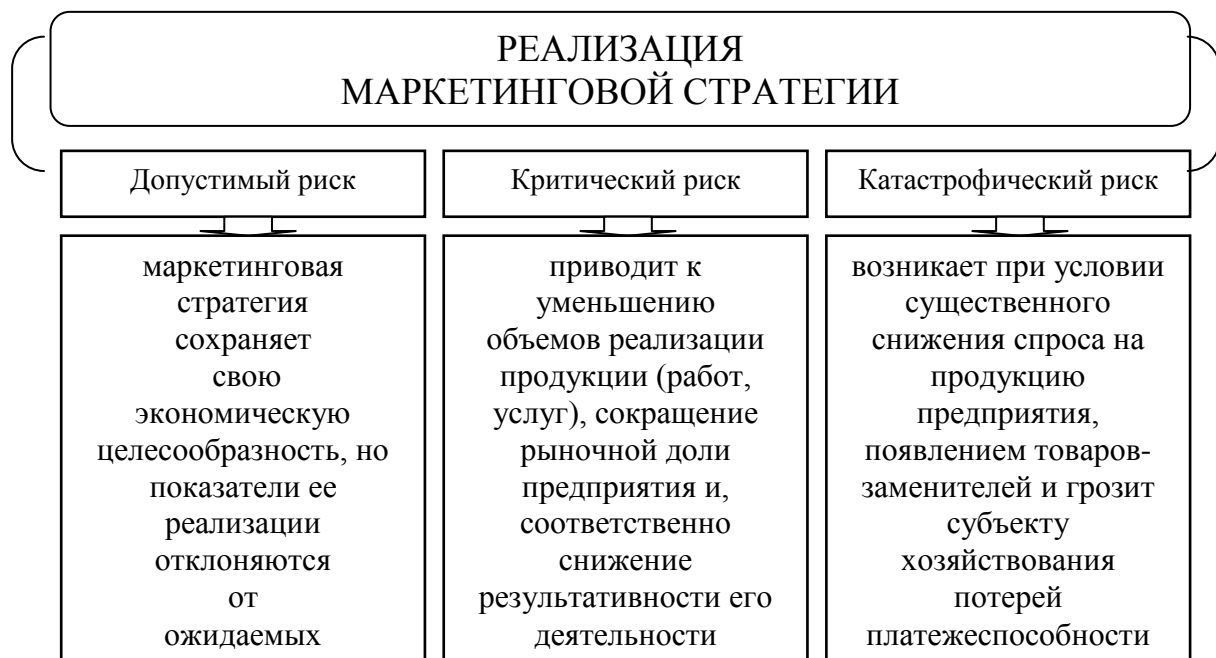 РЕАЛИЗАЦИЯ
МАРКЕТИНГОВОЙ СТРАТЕГИИ
Допустимый риск
маркетинговая
стратегия
сохраняет
свою
экономическую
целесообразность, но
показатели ее
реализации
отклоняются
от
ожидаемых
Критический риск
приводит к
уменьшению
объемов реализации
продукции (работ,
услуг), сокращение
рыночной доли
предприятия и,
соответственно
снижение
результативности его
деятельности
Катастрофический риск
возникает при условии
существенного
снижения спроса на
продукцию
предприятия,
появлением товаров-
заменителей и грозит
субъекту
хозяйствования
потерей
платежеспособности